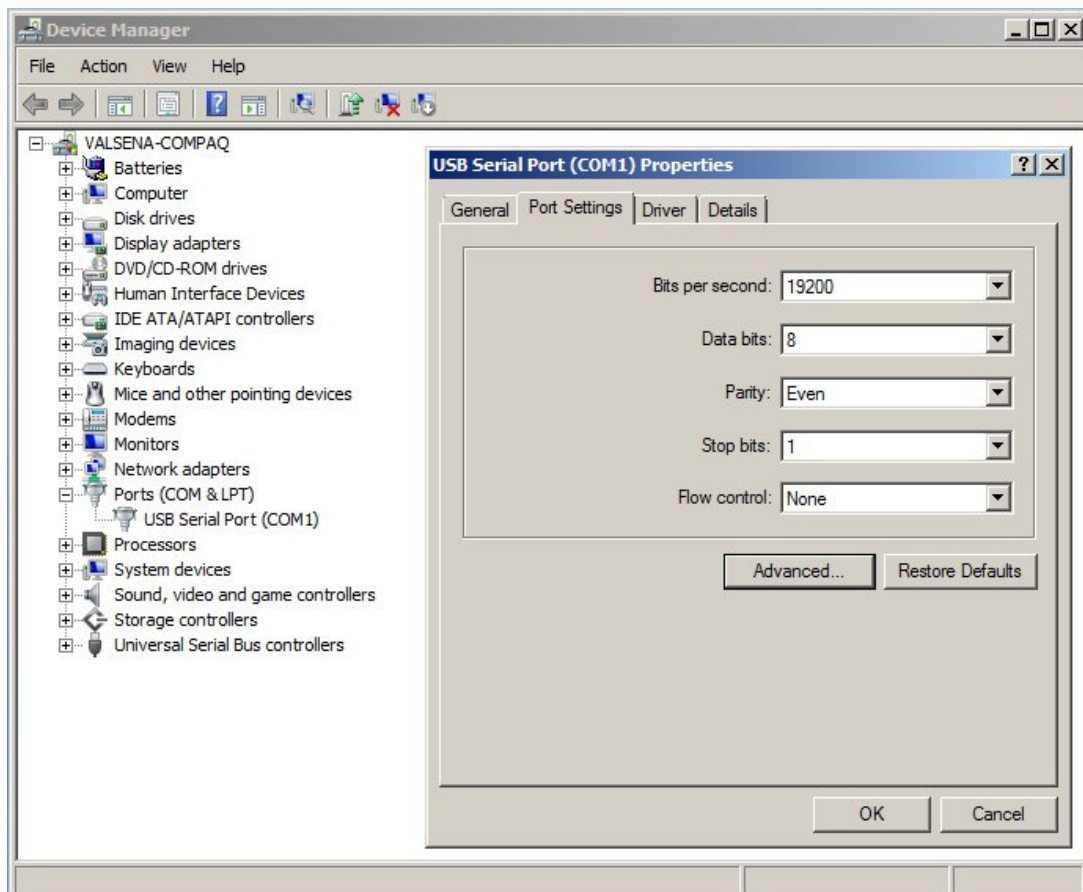 Device Manager
File Action View Help
VALSENA-COMPAQ
Batteries
Computer
Disk drives
Display adapters
DVD/CD-ROM drives
Human Interface Devices
IDE ATA/ATAPI controllers
Imaging devices
Keyboards
Mice and other pointing devices
Modems
Monitors
Network adapters
Ports (COM & LPT)
USB Serial Port (COM1)
Processors
System devices
Sound, video and game controllers
Storage controllers
Universal Serial Bus controllers
USB Serial Port (COM1) Properties
General Port Settings Driver Details
Bits per second: 19200
Data bits: 8
Parity: Even
Stop bits: 1
Flow control: None
Advanced... Restore Defaults
OK Cancel